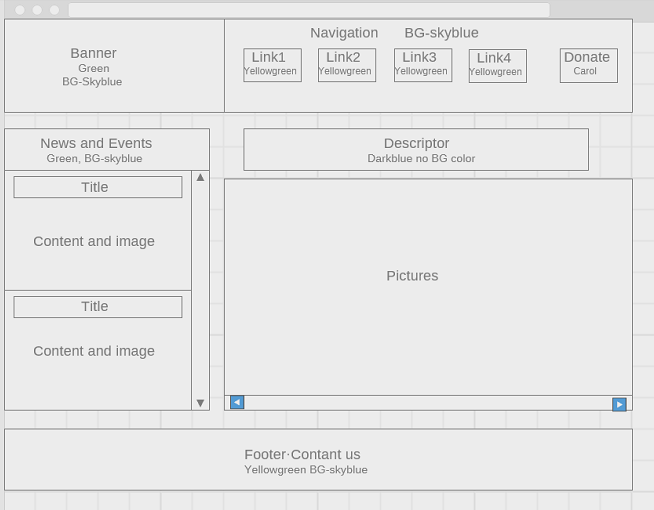 Banner
Green
BG-Skyblue
Navigation BG-skyblue
Link1
Yellowgreen
Link2
Yellowgreen
Link3
Yellowgreen
Link4
Yellowgreen
Donate
Carol
News and Events
Green, BG-skyblue
Title
Content and image
Title
Content and image
Descriptor
Darkblue no BG color
Pictures
Footer·Contant us
Yellowgreen BG-skyblue